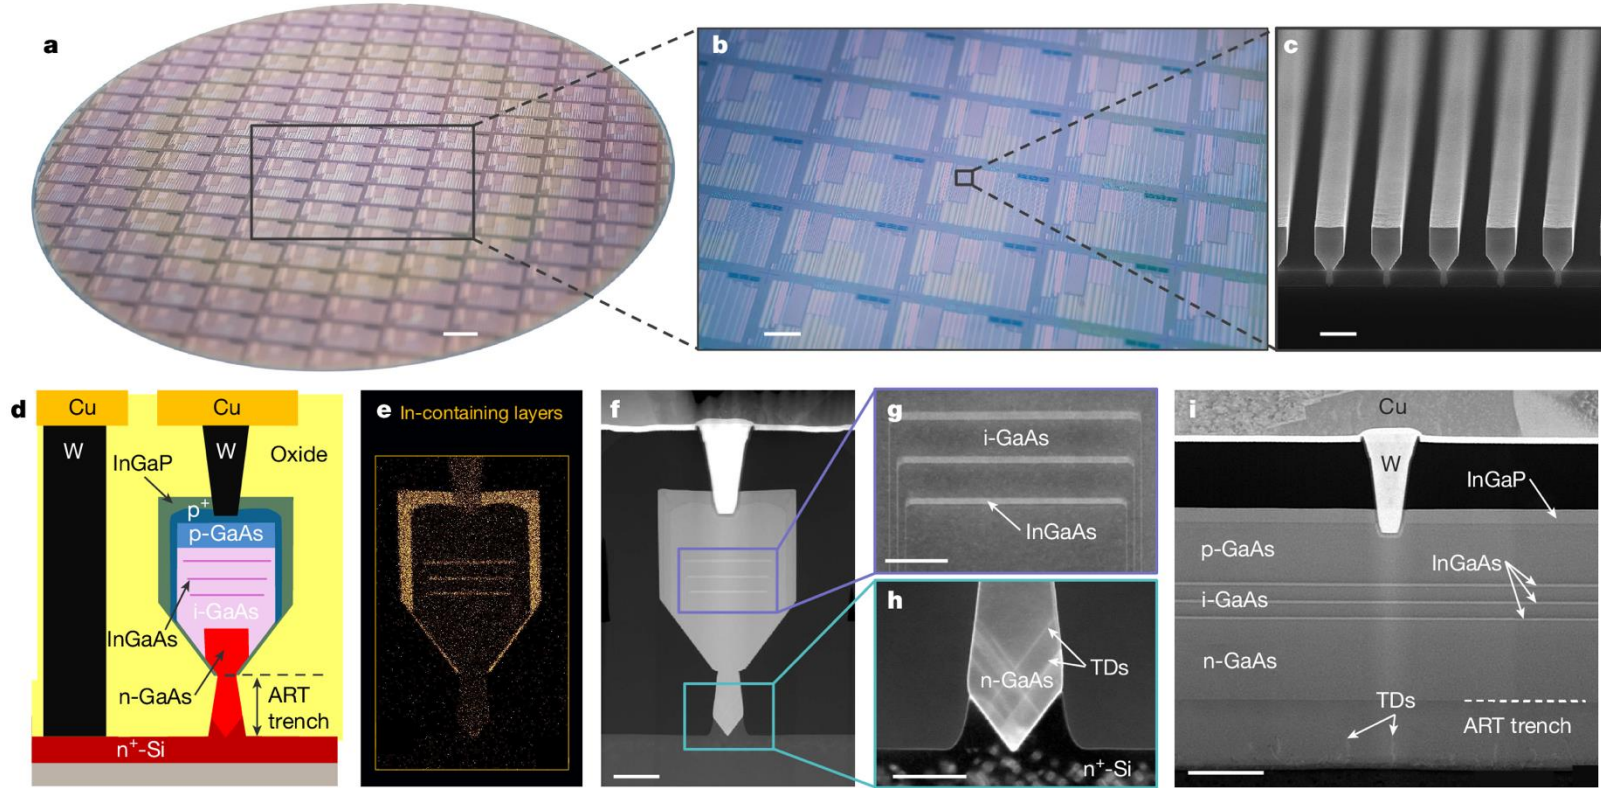 a
b
c
d
Cu
Cu
W
W
Oxide
InGaP
p+
p-GaAs
i-GaAs
InGaAs
n-GaAs
ART
trench
n+-Si
e
In-containing layers
f
g
i-GaAs
InGaAs
h
TDs
n-GaAs
n+-Si
i
Cu
W
InGaP
p-GaAs
InGaAs
i-GaAs
n-GaAs
TDs
ART trench